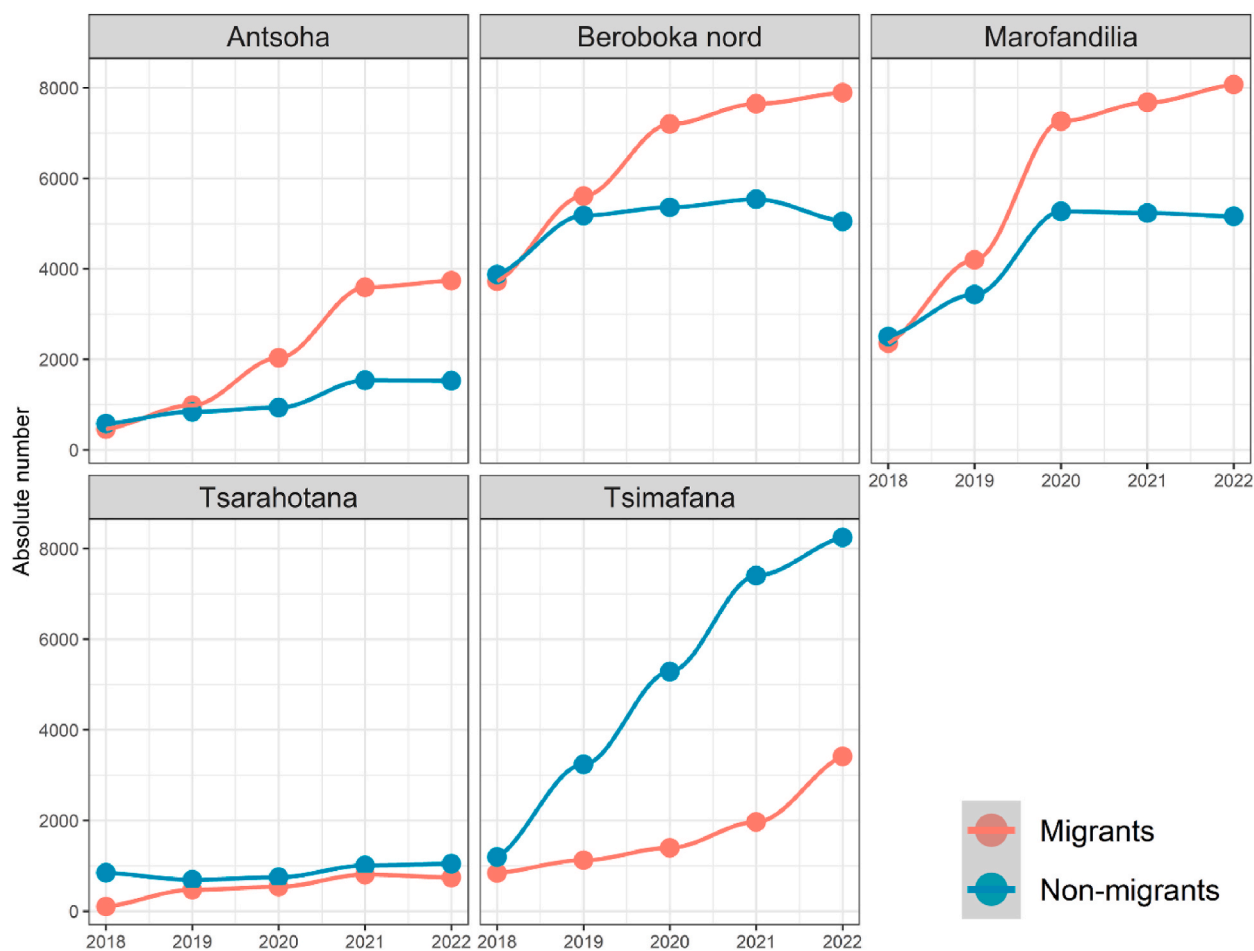 Antsoha
Beroboka nord
Marofandilia
8000
6000
4000
2000
0
2018 2019 2020 2021 2022
Absolute number
Tsarahotana
Tsimafana
8000
6000
4000
2000
0
2018 2019 2020 2021 2022 2018 2019 2020 2021 2022
Migrants
Non-migrants